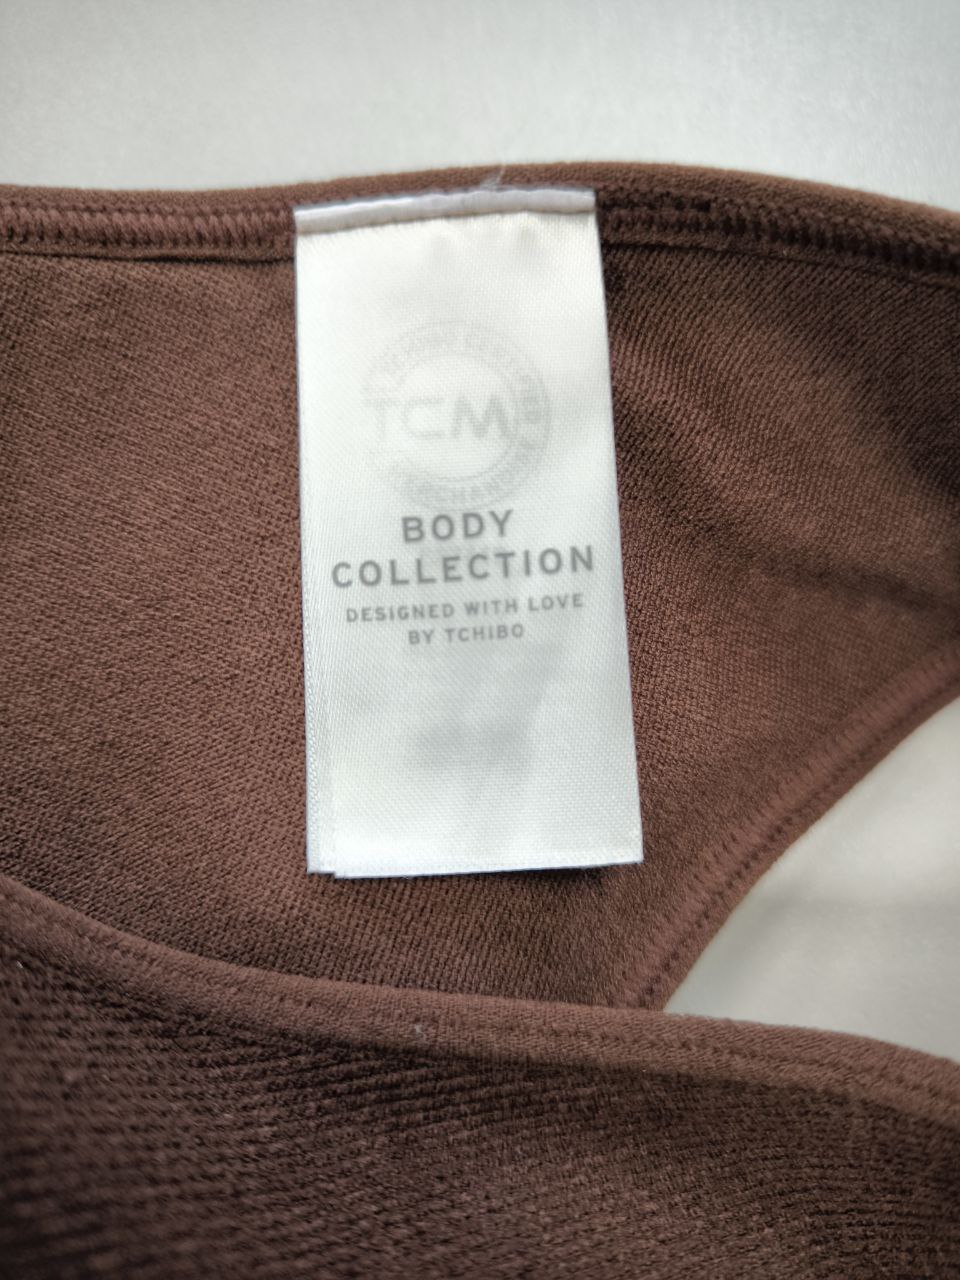 TCM
BODY
COLLECTION
DESIGNED WITH LOVE
BY TCHIBO